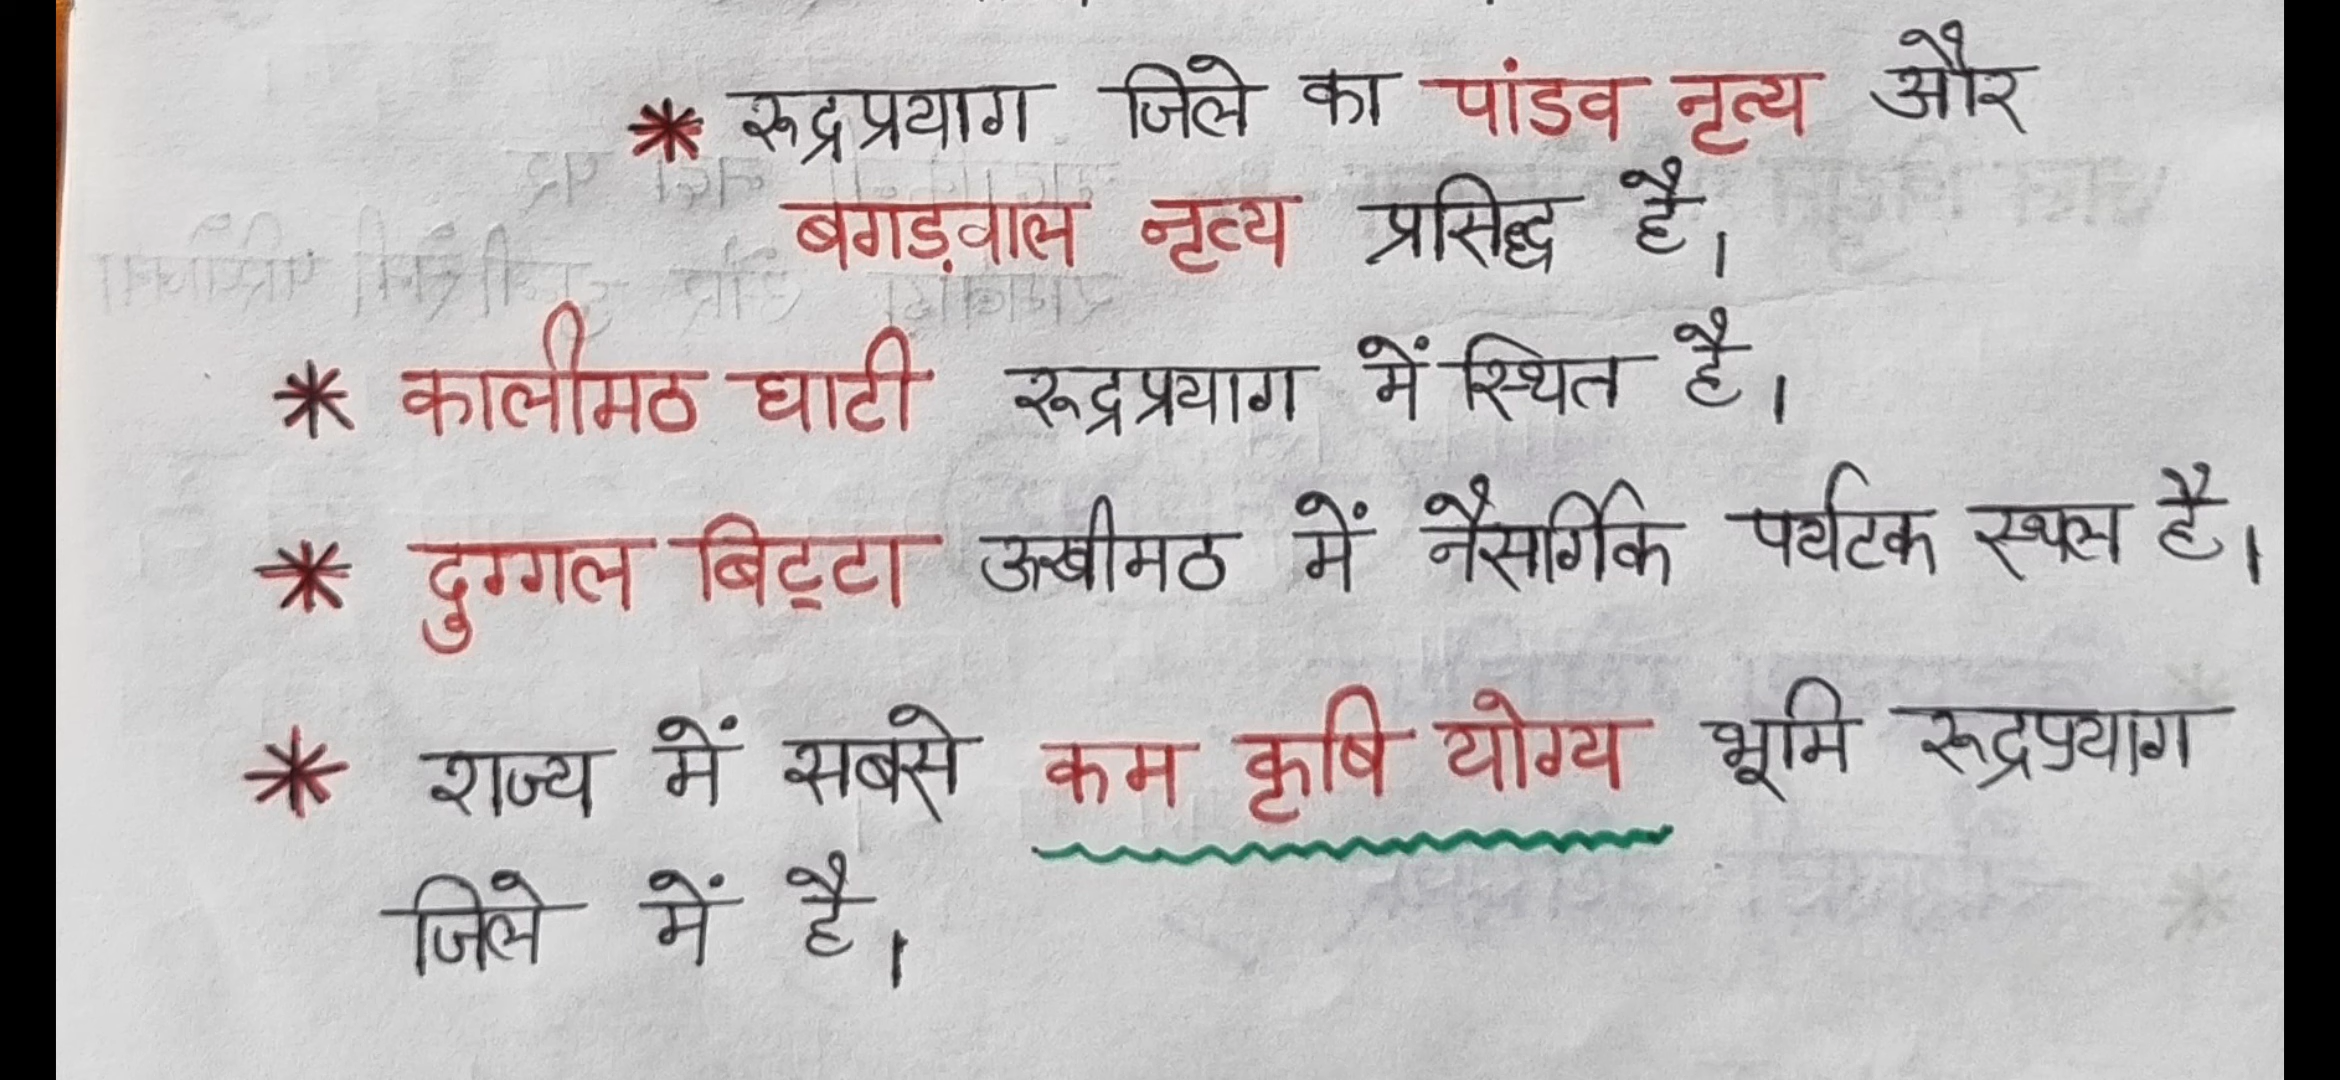 * रूद्रप्रयाग जिले का पांडव नृत्य और
बगड़वाल नृत्य प्रसिद्ध है।
* कालीमठ घाटी रूद्रप्रयाग में स्थित है।
* दुग्गल बिट्टा ऊखीमठ में नैसर्गिक पर्यटक स्थल है।
* राज्य में सबसे कम कृषि योग्य भूमि रूद्रप्रयाग
जिले में है।